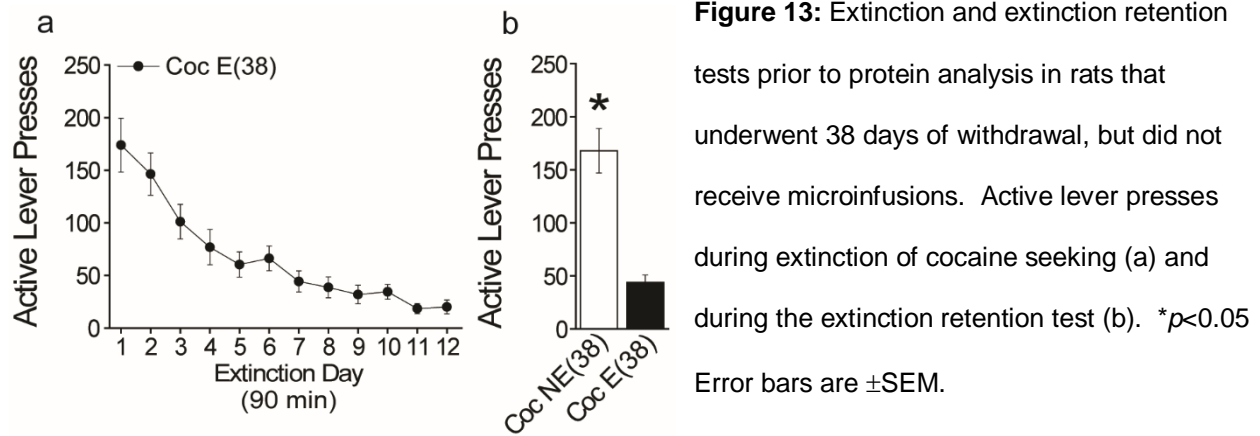 a
250
200
150
100
50
0
Active Lever Presses
Coc E(38)
1 2 3 4 5 6 7 8 9 10 11 12
Extinction Day
(90 min)
b
250
200
150
100
50
0
Active Lever Presses
*
Coc NE(38)
Coc E(38)
Figure 13: Extinction and extinction retention
tests prior to protein analysis in rats that
underwent 38 days of withdrawal, but did not
receive microinfusions. Active lever presses
during extinction of cocaine seeking (a) and
during the extinction retention test (b). *p<0.05
Error bars are ±SEM.